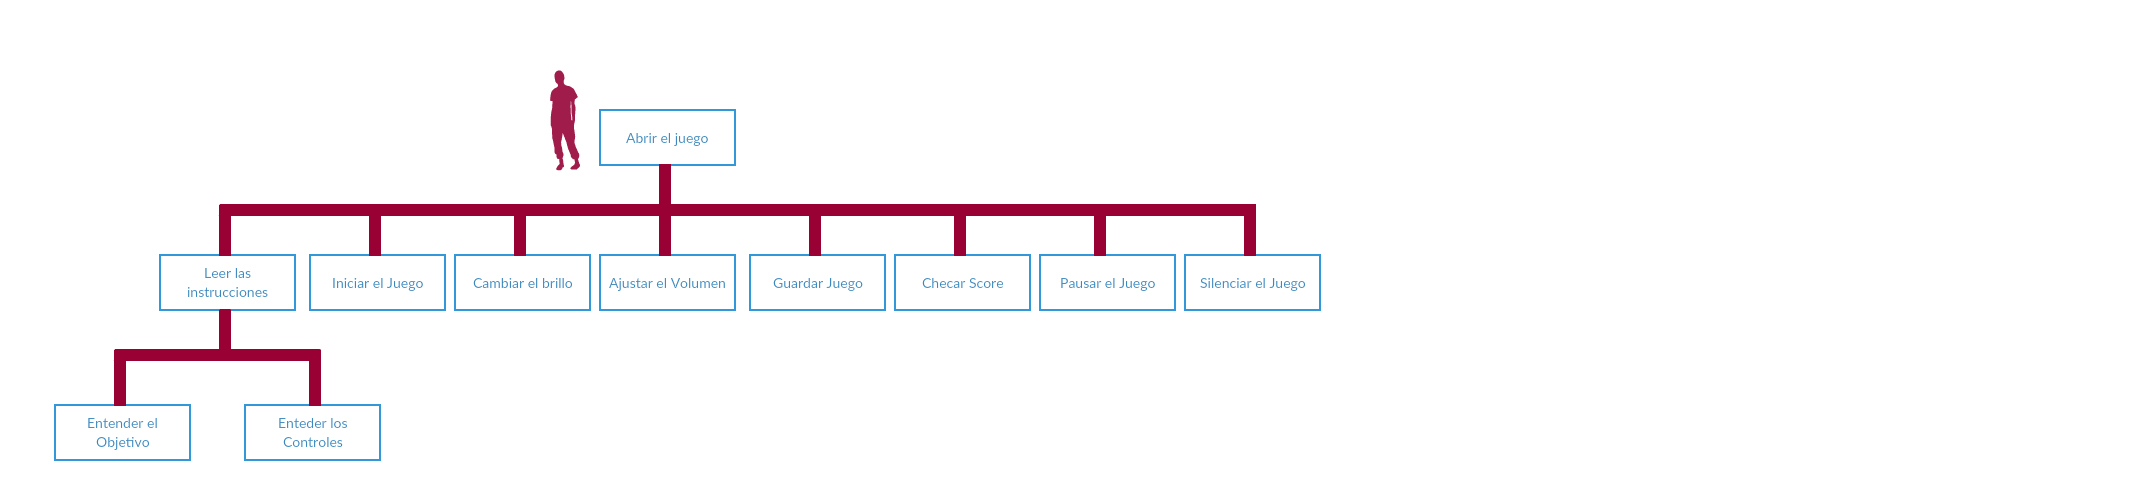 Abrir el juego
Leer las
instrucciones
Iniciar el Juego
Cambiar el brillo
Ajustar el Volumen
Guardar Juego
Checar Score
Pausar el Juego
Silenciar el Juego
Entender el
Objetivo
Enteder los
Controles